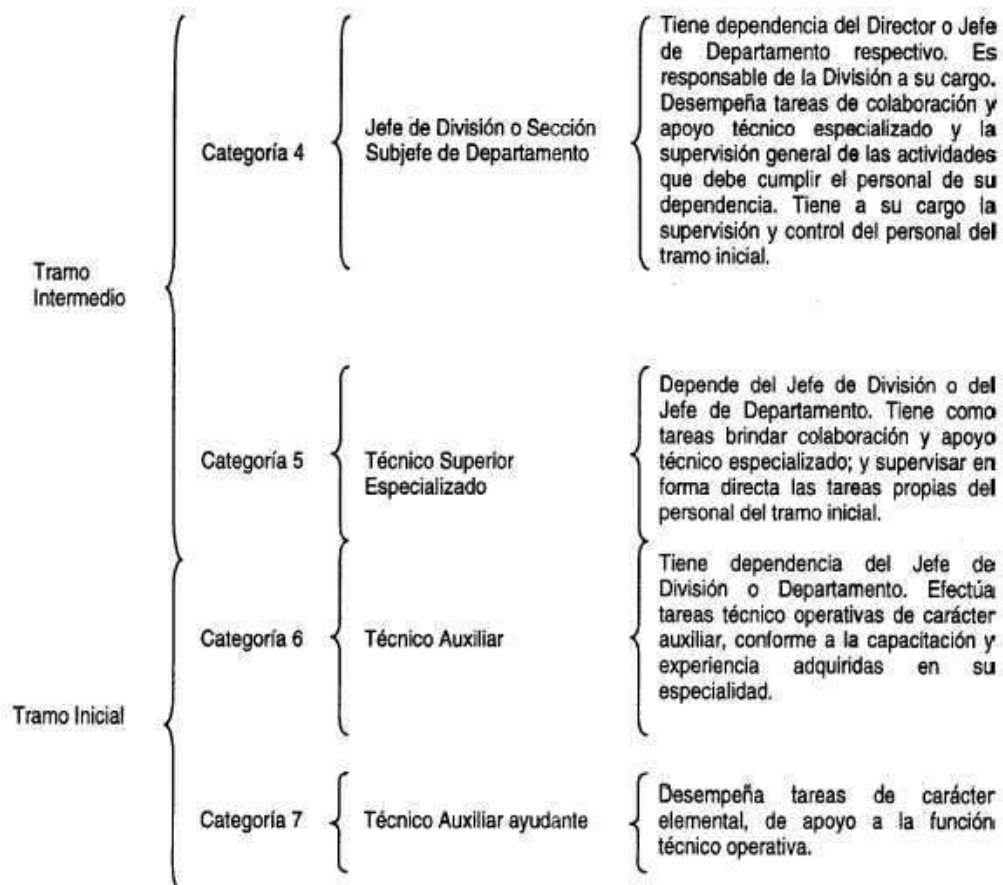 Tramo
Intermedio
Categoría 4
Jefe de División o Sección
Subjefe de Departamento
Tiene dependencia del Director o Jefe
de Departamento respectivo. Es
responsable de la División a su cargo.
Desempeña tareas de colaboración y
apoyo técnico especializado y la
supervisión general de las actividades
que debe cumplir el personal de su
dependencia. Tiene a su cargo la
supervisión y control del personal del
tramo inicial.
Categoría 5
Técnico Superior
Especializado
Depende del Jefe de División o del
Jefe de Departamento. Tiene como
tareas brindar colaboración y apoyo
técnico especializado; y supervisar en
forma directa las tareas propias del
personal del tramo inicial.
Tramo Inicial
Categoría 6
Técnico Auxiliar
Tiene dependencia del Jefe de
División o Departamento. Efectúa
tareas técnico operativas de carácter
auxiliar, conforme a la capacitación y
experiencia adquiridas en su
especialidad.
Categoría 7
Técnico Auxiliar ayudante
Desempeña tareas de carácter
elemental, de apoyo a la función
técnico operativa.